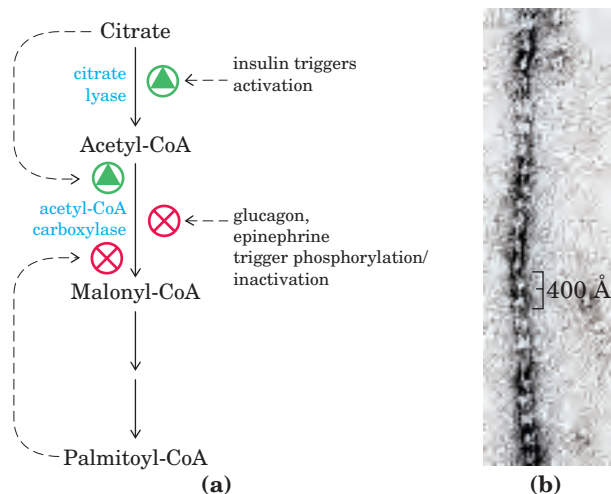 Citrate
citrate
lyase
insulin triggers
activation
Acetyl-CoA
acetyl-CoA
carboxylase
glucagon,
epinephrine
trigger phosphorylation/
inactivation
Malonyl-CoA
Palmitoyl-CoA
(a)
400 Å
(b)